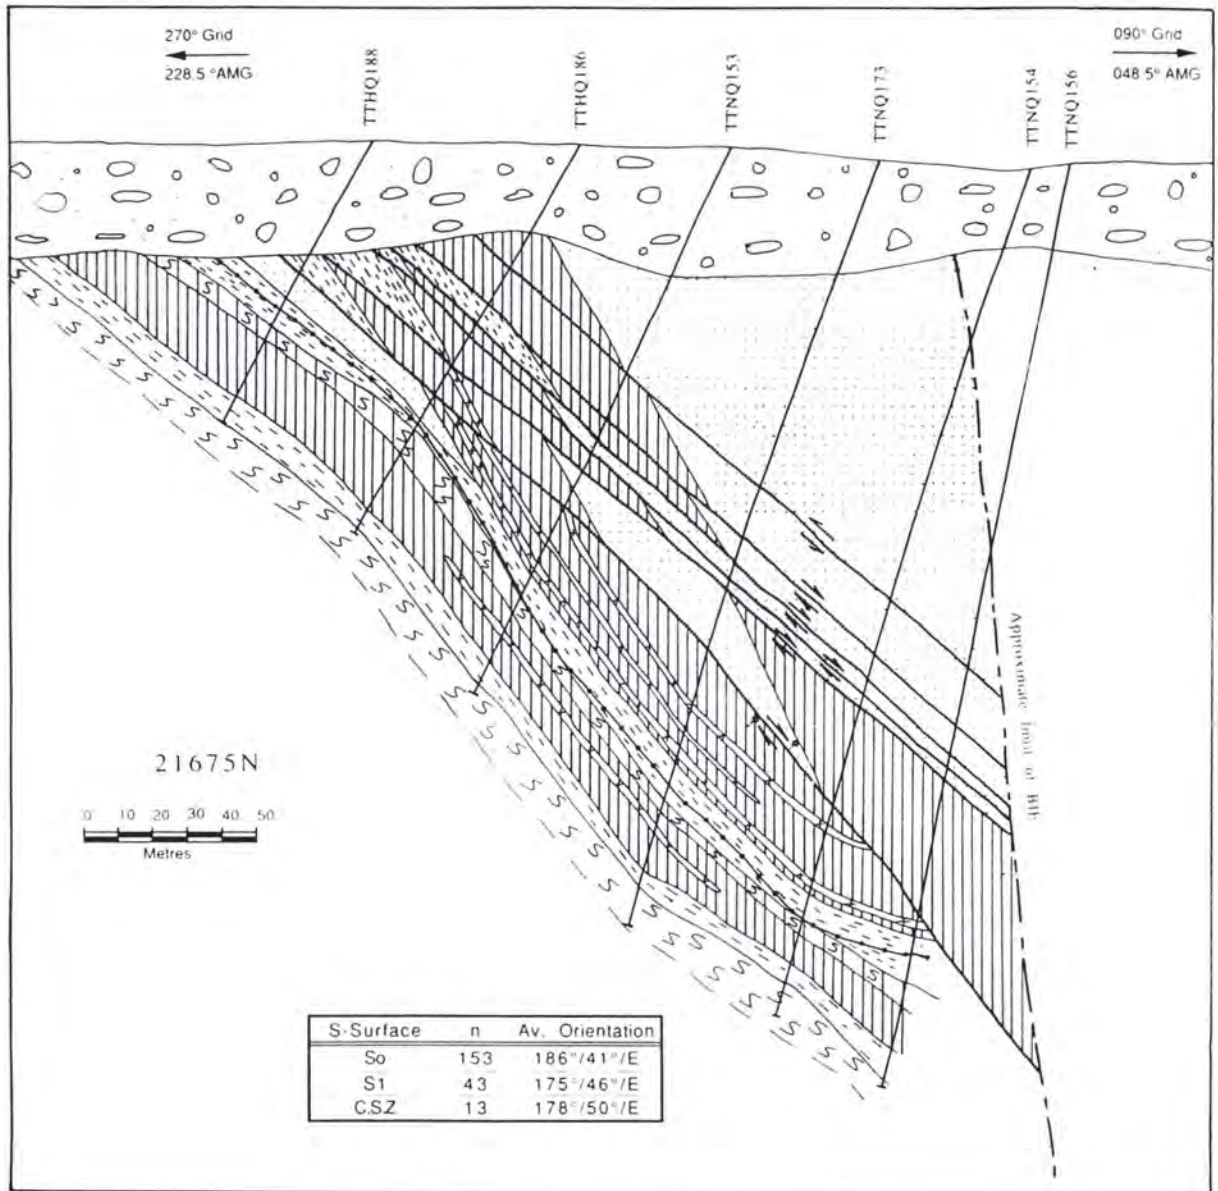 270° Grid
228.5 °AMG
TTHQ188
TTHQ186
TTNQ153
TTNQ173
TTNQ154
TTNQ156
090° Grid
048.5° AMG
Approximate limit of
21675N
0 10 20 30 40 50
Metres
S-Surface n Av. Orientation
So 153 186°/41°/E
S1 43 175°/46°/E
C.S.Z 13 178°/50°/E